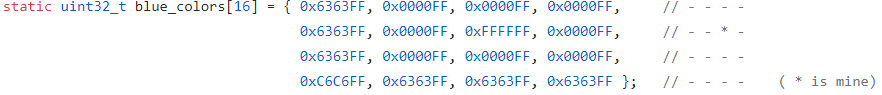 static uint32_t blue_colors[16] = { 0x6363FF, 0x0000FF, 0x0000FF, 0x0000FF,     // - - - -
0x6363FF, 0x0000FF, 0xFFFFFF, 0x0000FF,     // - - * -
0x6363FF, 0x0000FF, 0x0000FF, 0x0000FF,     // - - - -
0xC6C6FF, 0x6363FF, 0x6363FF, 0x6363FF };   // - - - -    ( * is mine)